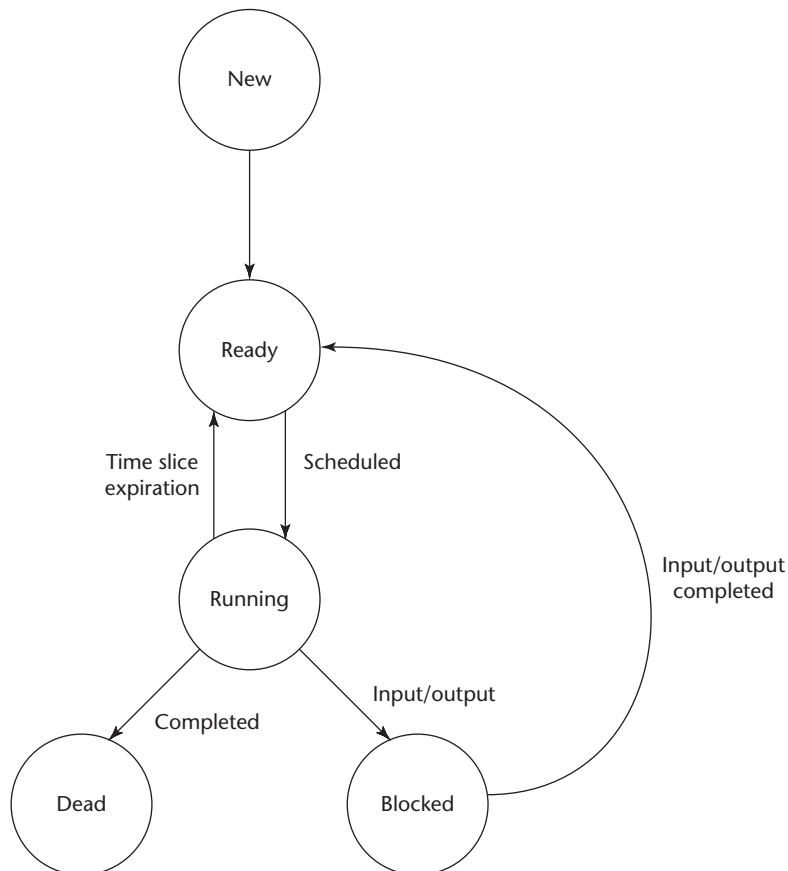 New
Ready
Time slice
expiration
Scheduled
Running
Input/output
completed
Completed
Input/output
Dead
Blocked